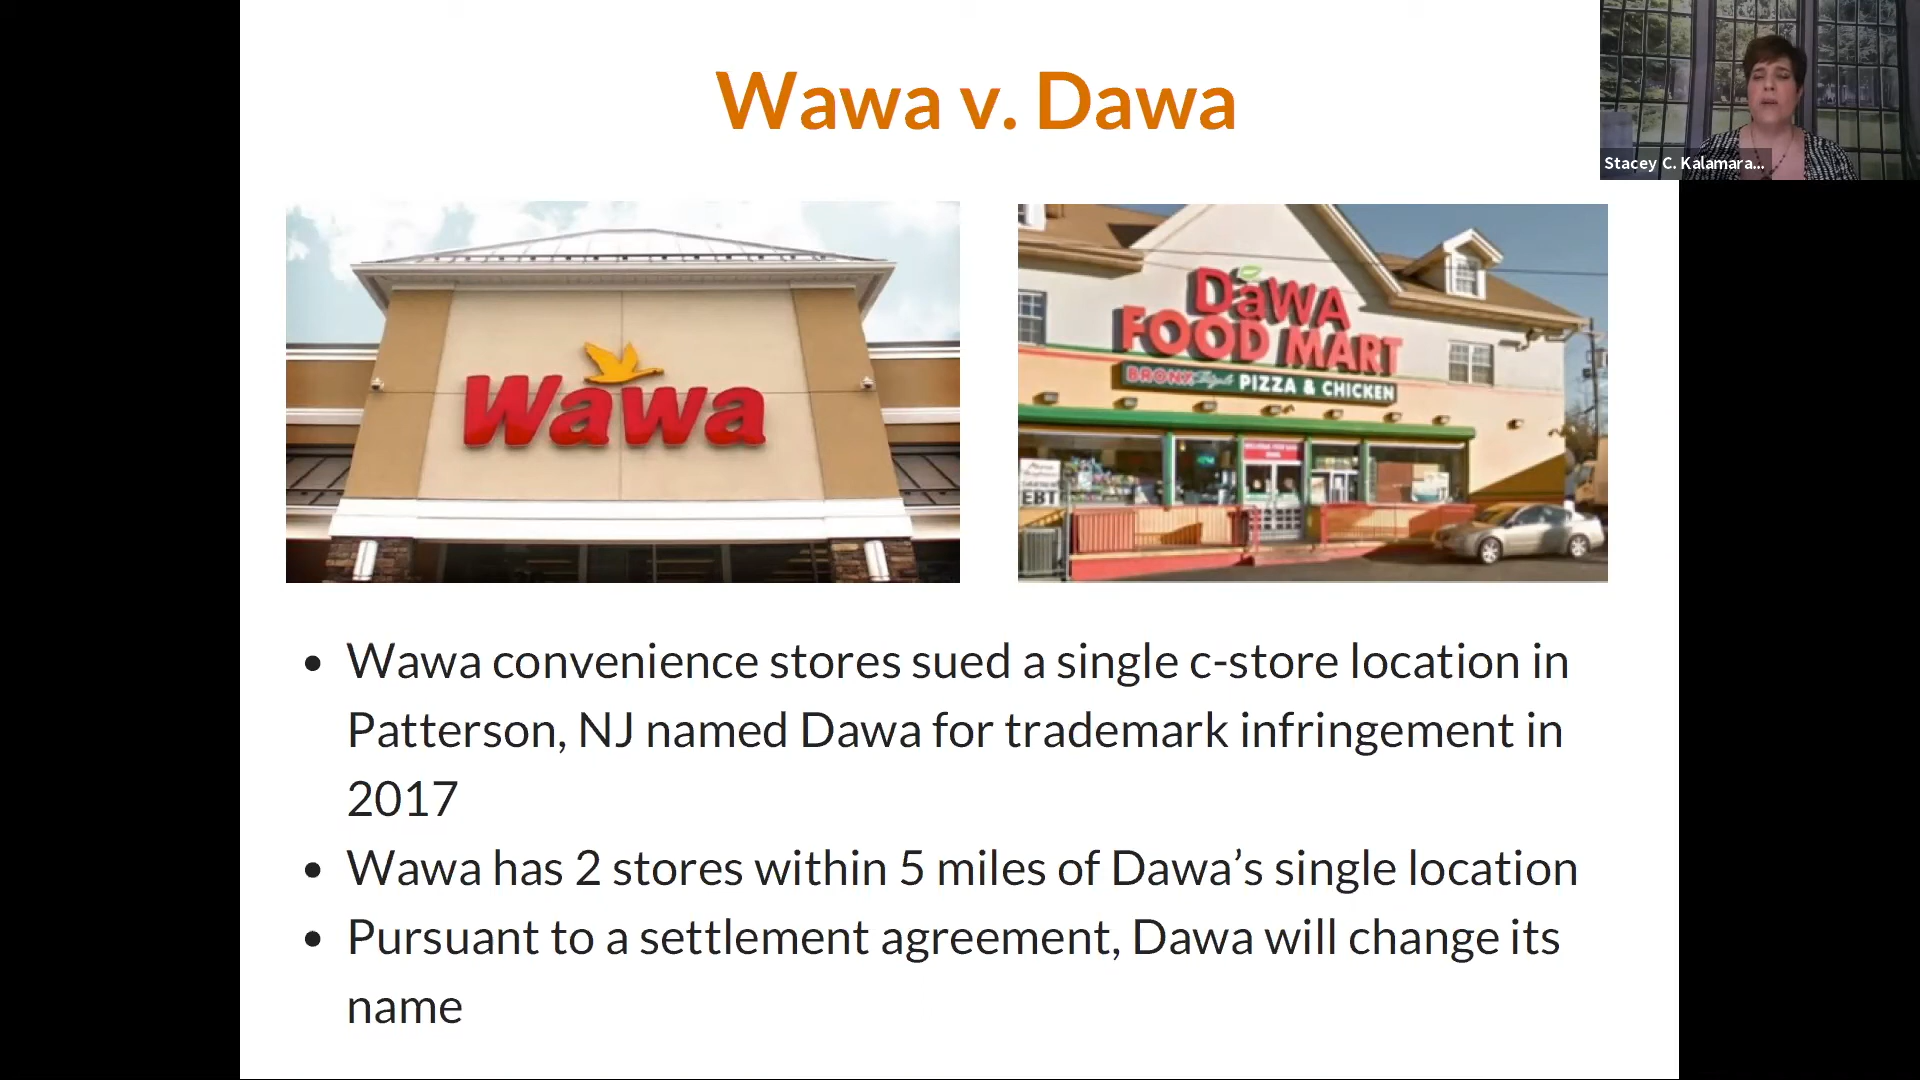 Wawa v. Dawa
Stacey C. Kalamara...
Wawa
DaWA
FOOD MART
BRONX
PIZZA & CHICKEN
EBT
• Wawa convenience stores sued a single c-store location in
Patterson, NJ named Dawa for trademark infringement in
2017
• Wawa has 2 stores within 5 miles of Dawa’s single location
• Pursuant to a settlement agreement, Dawa will change its
name